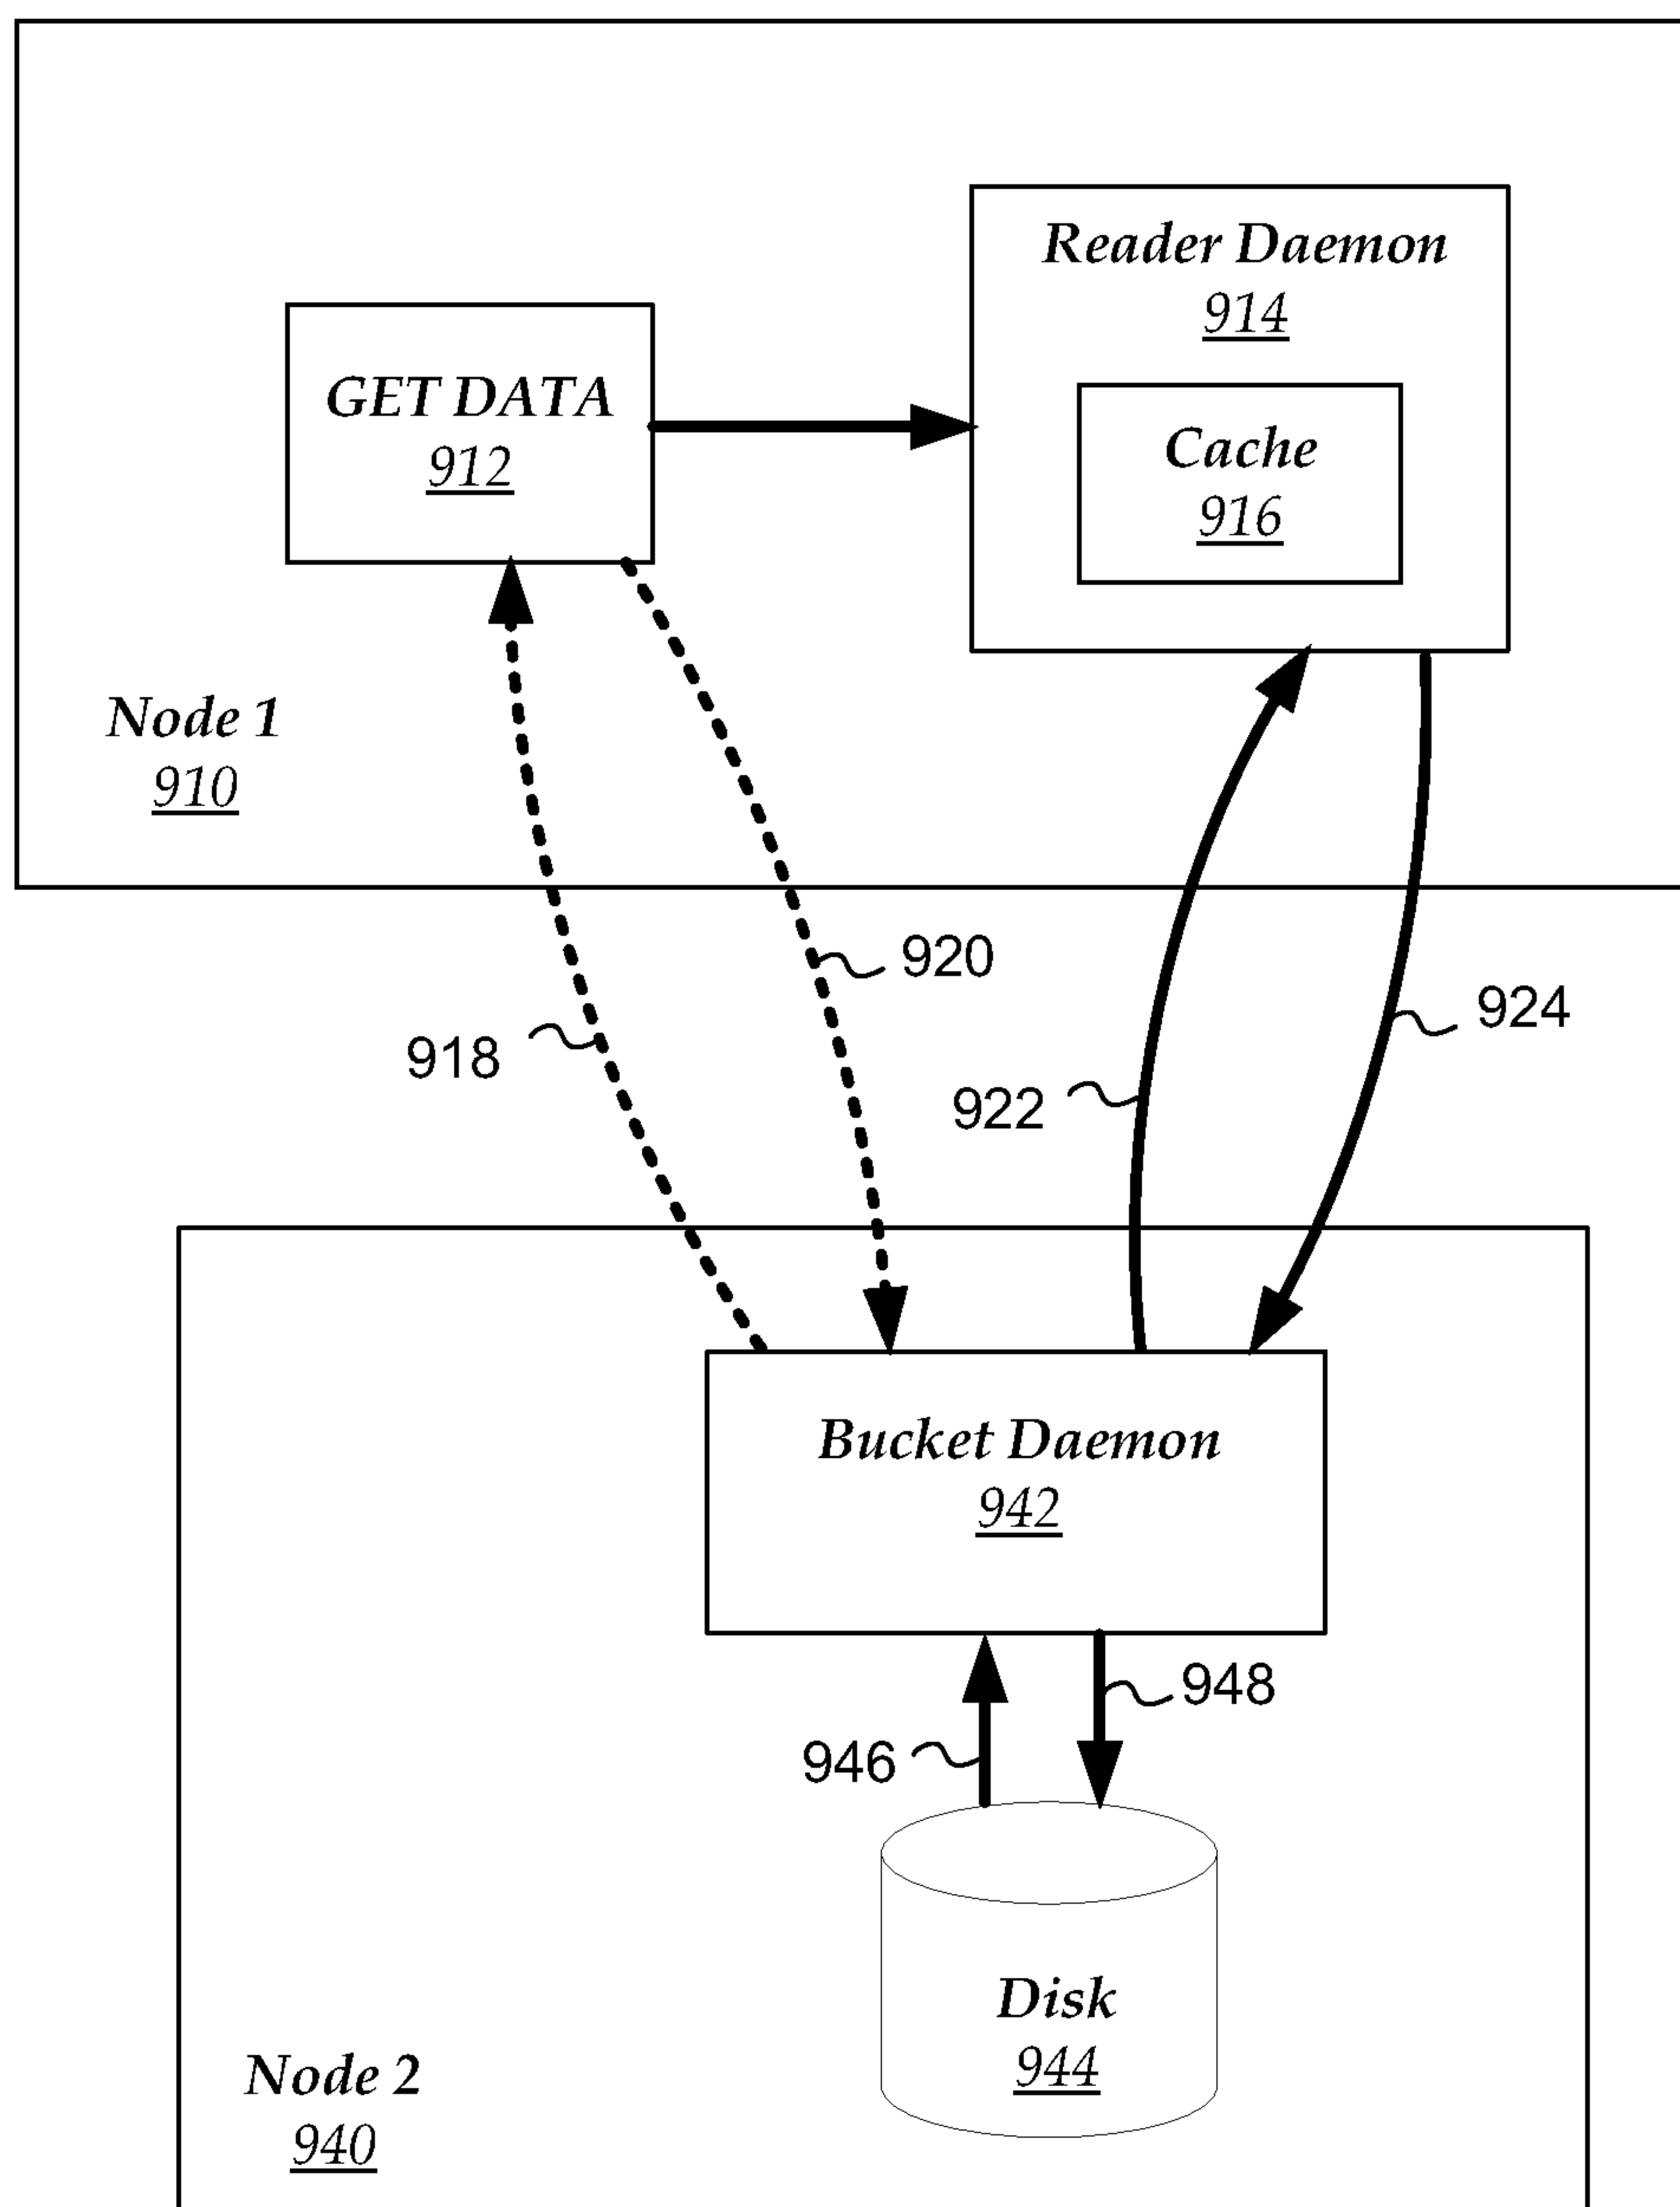 Reader Daemon
914
GET DATA
912
Cache
916
Node 1
910
920
924
918
922
Bucket Daemon
942
948
946
Disk
944
Node 2
940